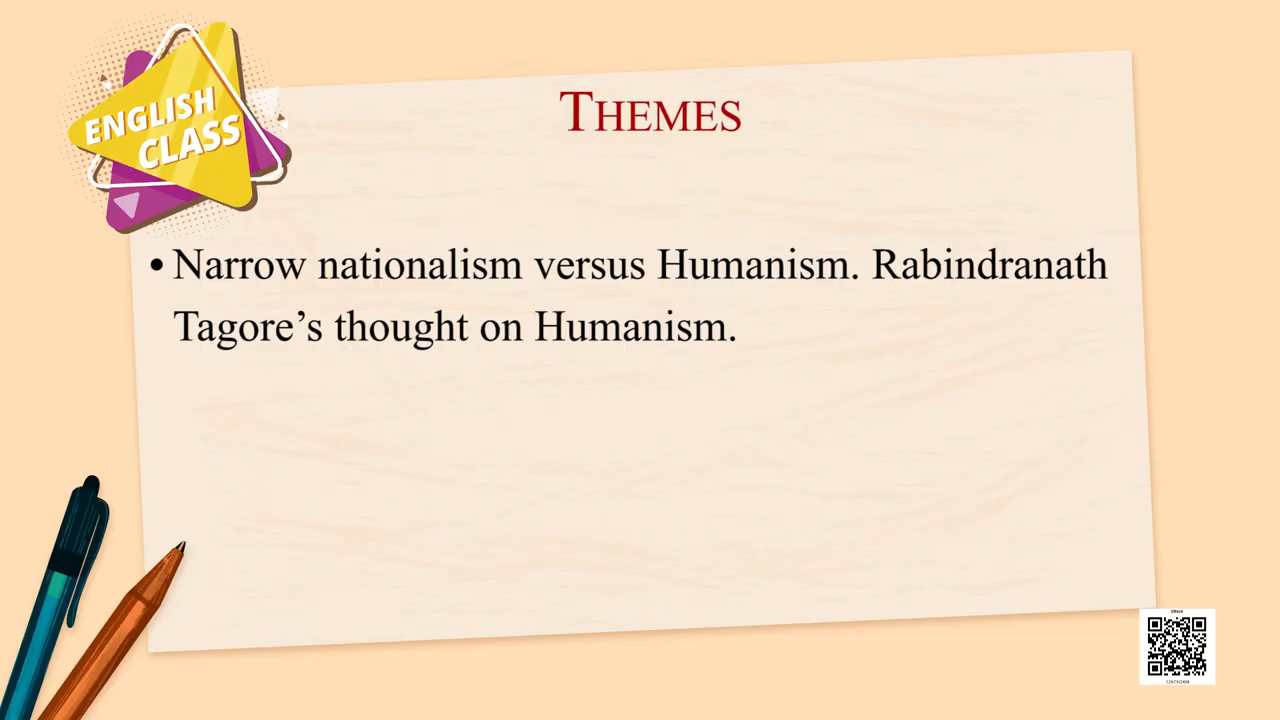 ENGLISH
CLASS
THEMES
• Narrow nationalism versus Humanism. Rabindranath
Tagore’s thought on Humanism.